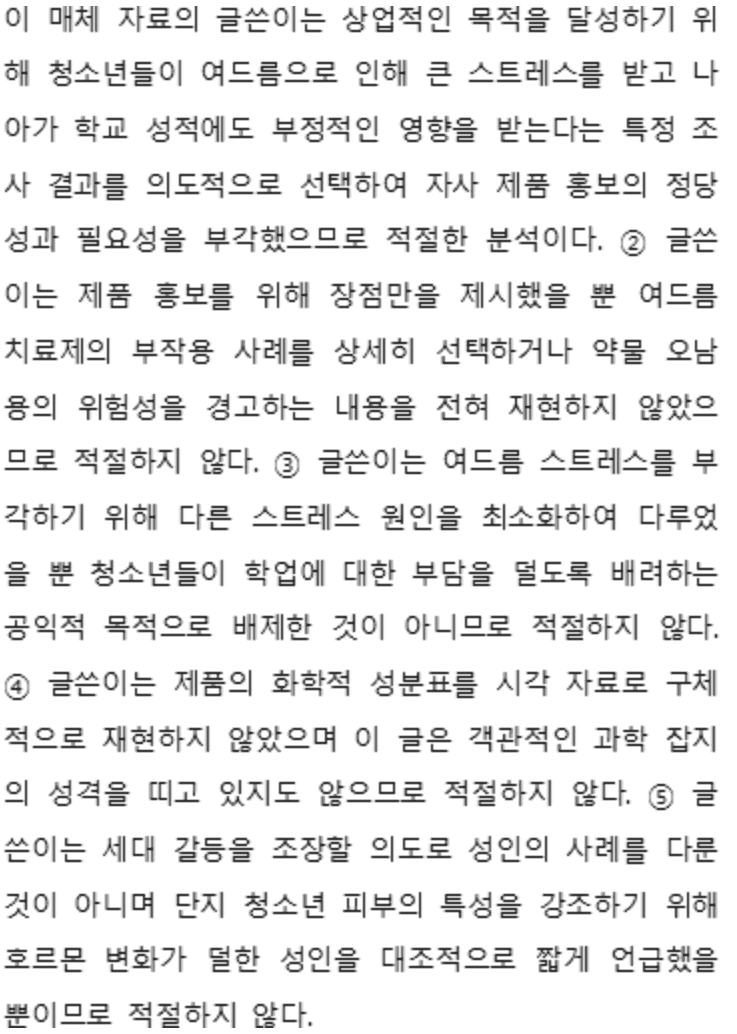 이 매체 자료의 글쓴이는 상업적인 목적을 달성하기 위
해 청소년들이 여드름으로 인해 큰 스트레스를 받고 나
아가 학교 성적에도 부정적인 영향을 받는다는 특정 조
사 결과를 의도적으로 선택하여 자사 제품 홍보의 정당
성과 필요성을 부각했으므로 적절한 분석이다. ② 글쓴
이는 제품 홍보를 위해 장점만을 제시했을 뿐 여드름
치료제의 부작용 사례를 상세히 선택하거나 약물 오남
용의 위험성을 경고하는 내용을 전혀 재현하지 않았으
므로 적절하지 않다. ③ 글쓴이는 여드름 스트레스를 부
각하기 위해 다른 스트레스 원인을 최소화하여 다루었
을 뿐 청소년들이 학업에 대한 부담을 덜도록 배려하는
공익적 목적으로 배제한 것이 아니므로 적절하지 않다.
④ 글쓴이는 제품의 화학적 성분표를 시각 자료로 구체
적으로 재현하지 않았으며 이 글은 객관적인 과학 잡지
의 성격을 띠고 있지도 않으므로 적절하지 않다. ⑤ 글
쓴이는 세대 갈등을 조장할 의도로 성인의 사례를 다룬
것이 아니며 단지 청소년 피부의 특성을 강조하기 위해
호르몬 변화가 덜한 성인을 대조적으로 짧게 언급했을
뿐이므로 적절하지 않다.